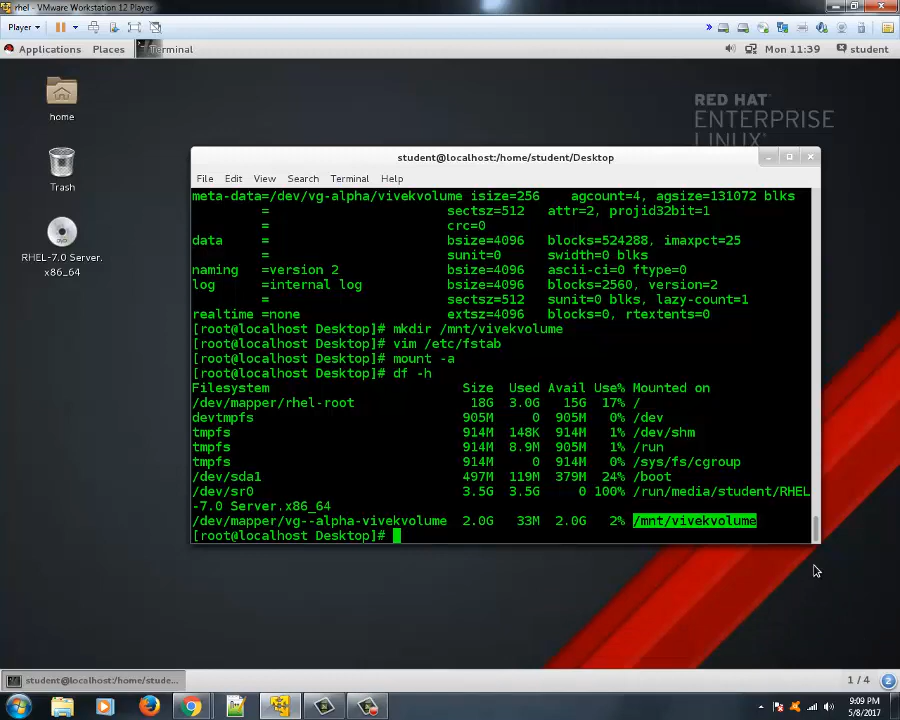 rhel - VMware Workstation 12 Player
Player
Applications Places Terminal Mon 11:39 student
home
Trash
RHEL-7.0 Server.
x86_64
RED HAT
ENTERPRISE
LINUX
student@localhost:/home/student/Desktop
File Edit View Search Terminal Help
meta-data=/dev/vg-alpha/vivekvolume isize=256 agcount=4, agsize=131072 blks
= sectsz=512 attr=2, projid32bit=1
= crc=0
data = bsize=4096 blocks=524288, imaxpct=25
= sunit=0 swidth=0 blks
naming =version 2 bsize=4096 ascii-ci=0 ftype=0
log =internal log bsize=4096 blocks=2560, version=2
= sectsz=512 sunit=0 blks, lazy-count=1
realtime =none extsz=4096 blocks=0, rtextents=0
[root@localhost Desktop]# mkdir /mnt/vivekvolume
[root@localhost Desktop]# vim /etc/fstab
[root@localhost Desktop]# mount -a
[root@localhost Desktop]# df -h
Filesystem Size Used Avail Use% Mounted on
/dev/mapper/rhel-root 18G 3.0G 15G 17% /
devtmpfs 905M 0 905M 0% /dev
tmpfs 914M 148K 914M 1% /dev/shm
tmpfs 914M 8.9M 905M 1% /run
tmpfs 914M 0 914M 0% /sys/fs/cgroup
/dev/sda1 497M 119M 379M 24% /boot
/dev/sr0 3.5G 3.5G 0 100% /run/media/student/RHEL
-7.0 Server.x86_64
/dev/mapper/vg--alpha-vivekvolume 2.0G 33M 2.0G 2% /mnt/vivekvolume
[root@localhost Desktop]#
student@localhost:/home/stude... 1 / 4 2
9:09 PM
5/8/2017